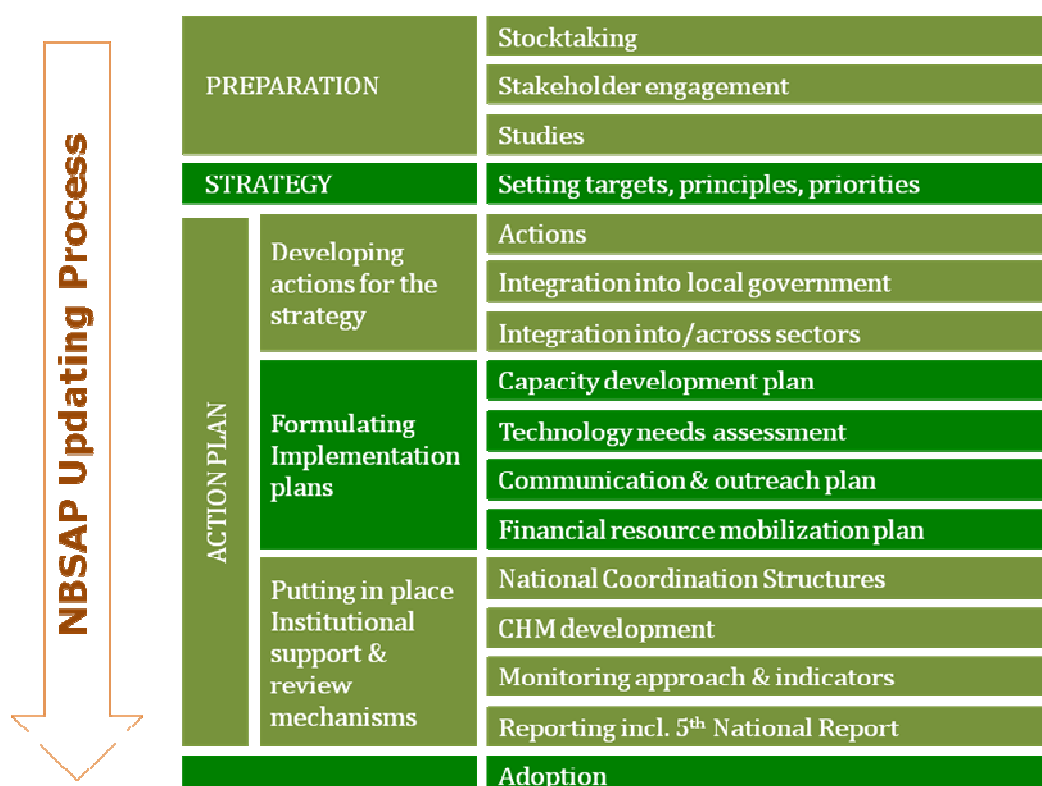 NBSAP Updating Process
PREPARATION
Stocktaking
Stakeholder engagement
Studies
STRATEGY
Setting targets, principles, priorities
ACTION PLAN
Developing
actions for the
strategy
Actions
Integration into local government
Integration into/across sectors
Formulating
Implementation
plans
Capacity development plan
Technology needs assessment
Communication & outreach plan
Financial resource mobilization plan
Putting in place
Institutional
support &
review
mechanisms
National Coordination Structures
CHM development
Monitoring approach & indicators
Reporting incl. 5th National Report
Adoption